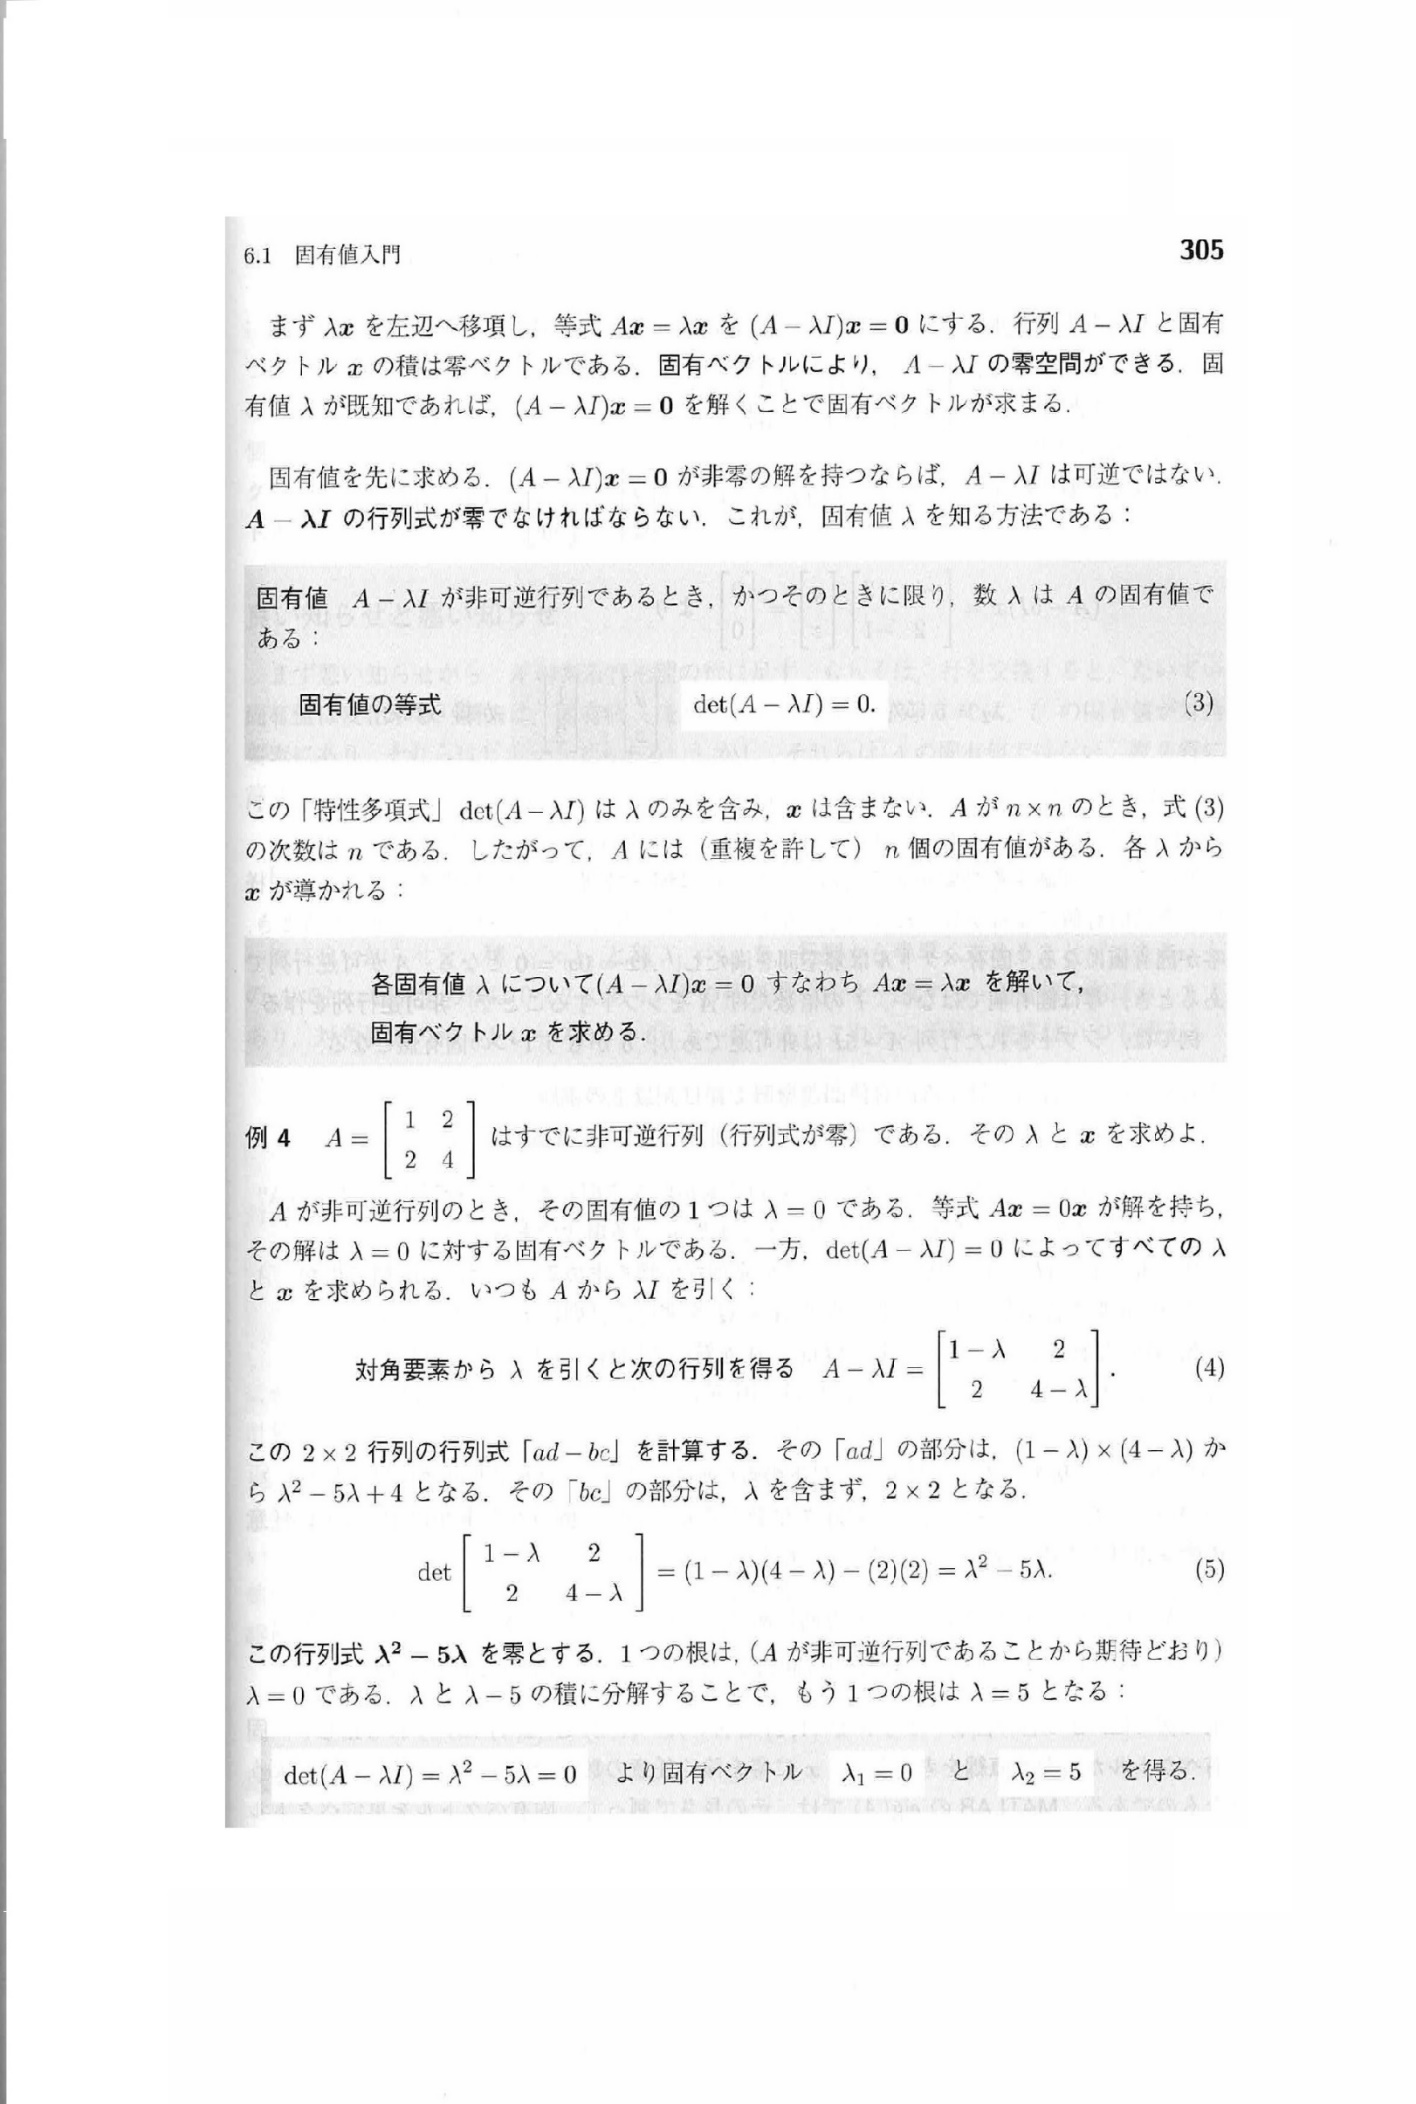 6.1 固有値入門 305
まず λx を左辺へ移項し，等式 Ax = λx を (A − λI)x = 0 にする．行列 A − λI と固有
ベクトル x の積は零ベクトルである．固有ベクトルにより， A − λI の零空間ができる．固
有値 λ が既知であれば，(A − λI)x = 0 を解くことで固有ベクトルが求まる．
固有値を先に求める．(A − λI)x = 0 が非零の解を持つならば，A − λI は可逆ではない．
A − λI の行列式が零でなければならない．これが，固有値 λ を知る方法である：
固有値 A − λI が非可逆行列であるとき，かつそのときに限り，数 λ は A の固有値で
ある：
固有値の等式 det(A − λI) = 0. (3)
この「特性多項式」det(A − λI) は λ のみを含み，x は含まない．A が n × n のとき，式 (3)
の次数は n である．したがって，A には（重複を許して） n 個の固有値がある．各 λ から
x が導かれる：
各固有値 λ について(A − λI)x = 0 すなわち Ax = λx を解いて，
固有ベクトル x を求める．
例 4 A = [ 1 2 ; 2 4 ] はすでに非可逆行列（行列式が零）である．その λ と x を求めよ．
A が非可逆行列のとき，その固有値の 1 つは λ = 0 である．等式 Ax = 0x が解を持ち，
その解は λ = 0 に対する固有ベクトルである．一方，det(A − λI) = 0 によってすべての λ
と x を求められる．いつも A から λI を引く：
対角要素から λ を引くと次の行列を得る A − λI = [ 1 − λ 2 ; 2 4 − λ ] . (4)
この 2 × 2 行列の行列式「ad − bc」を計算する．その「ad」の部分は，(1 − λ) × (4 − λ) か
ら λ² − 5λ + 4 となる．その「bc」の部分は，λ を含まず，2 × 2 となる．
det [ 1 − λ 2 ; 2 4 − λ ] = (1 − λ)(4 − λ) − (2)(2) = λ² − 5λ. (5)
この行列式 λ² − 5λ を零とする．1 つの根は，（A が非可逆行列であることから期待どおり）
λ = 0 である．λ と λ − 5 の積に分解することで，もう 1 つの根は λ = 5 となる：
det(A − λI) = λ² − 5λ = 0 より固有ベクトル λ₁ = 0 と λ₂ = 5 を得る．